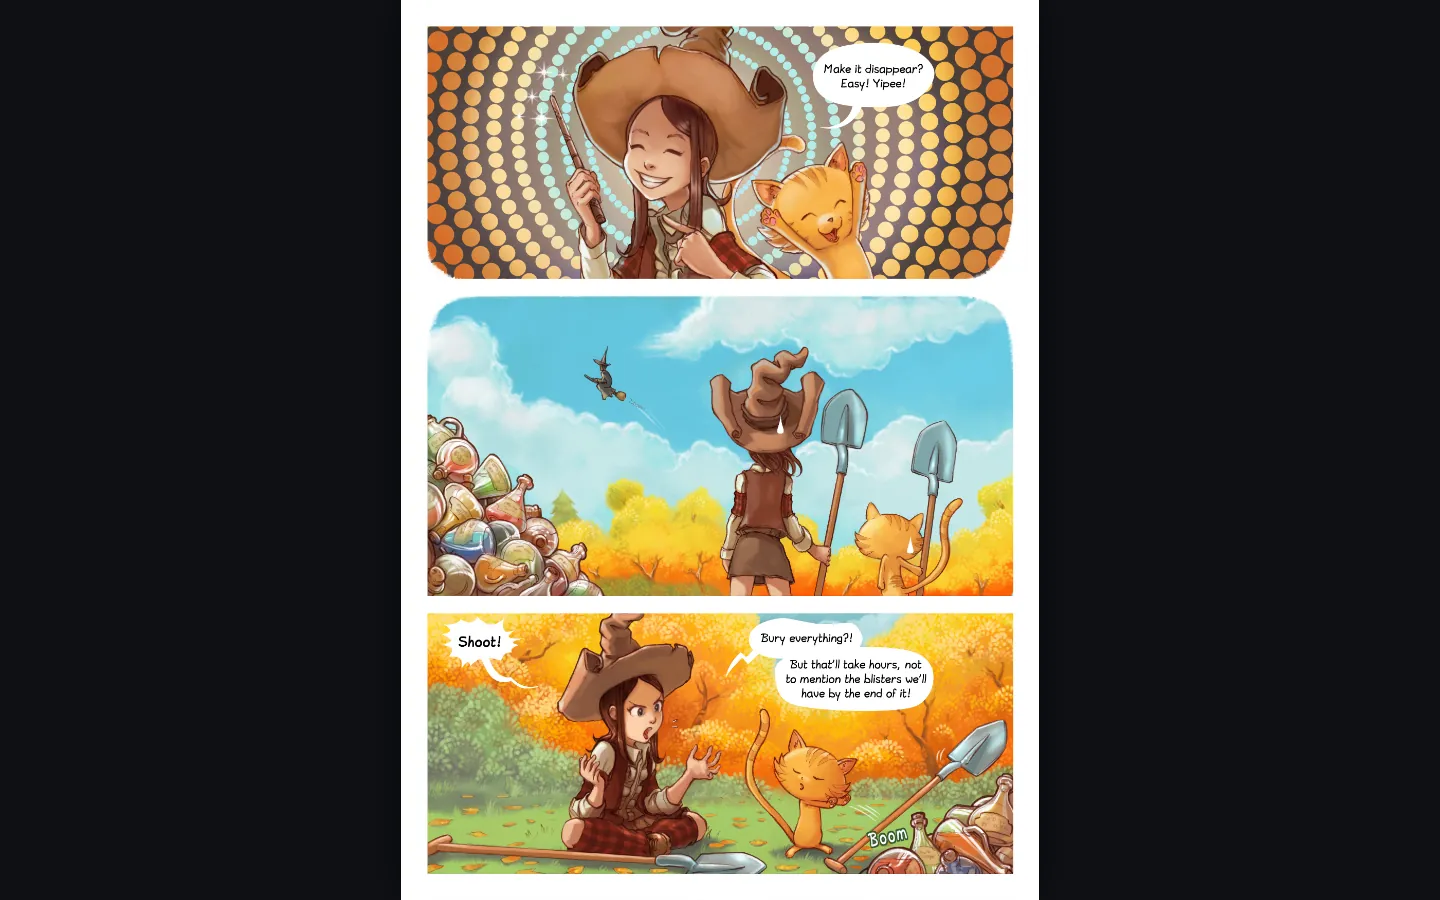 Make it disappear?
Easy! Yipee!
Shoot!
Bury everything?!
But that'll take hours, not
to mention the blisters we'll
have by the end of it!
Boom